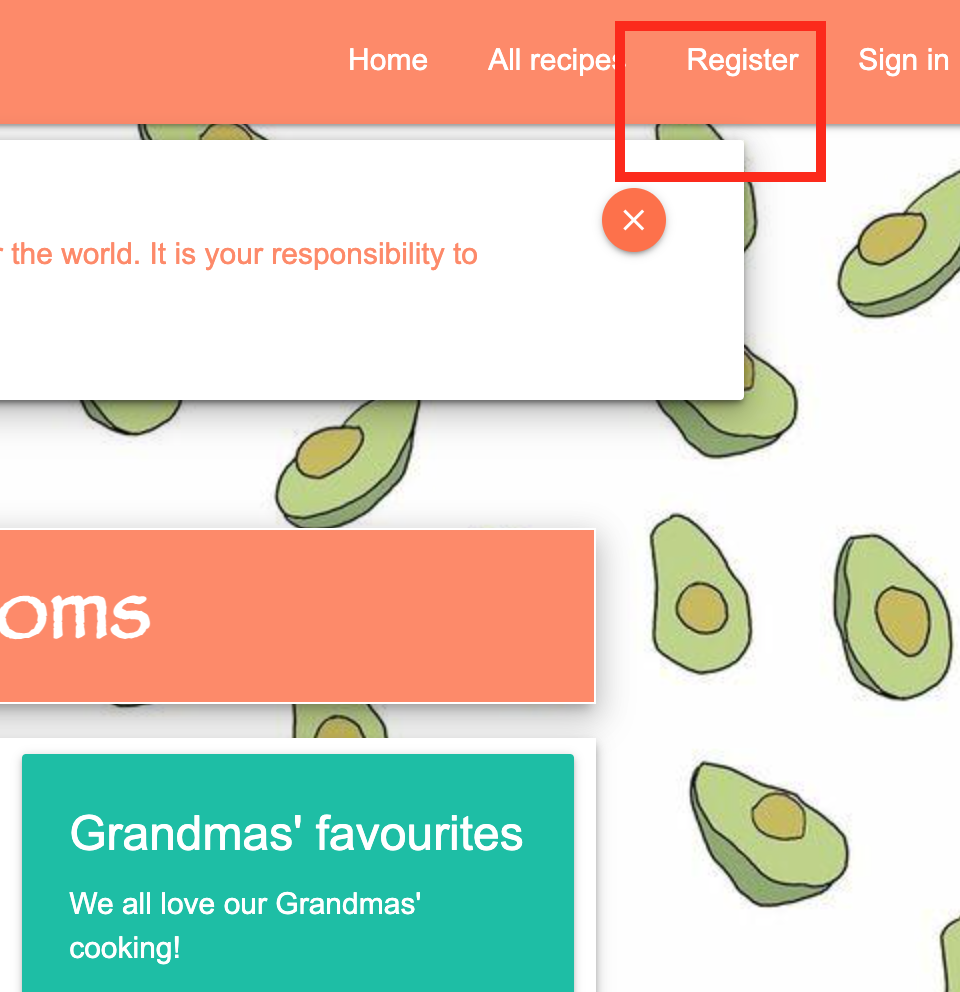 Home All recipes Register Sign in
the world. It is your responsibility to
Grandmas' favourites
We all love our Grandmas'
cooking!